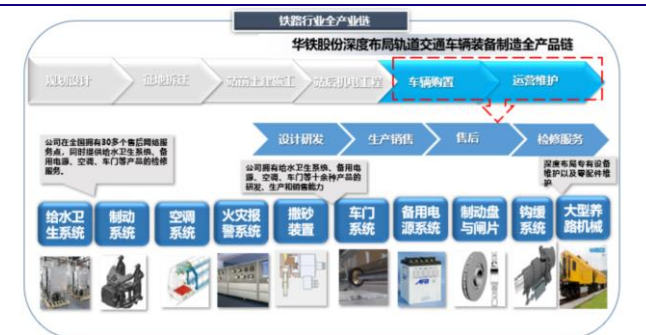 铁路行业全产业链
华铁股份深度布局轨道交通车辆装备制造全产品链
规划设计
征地拆迁
站前土建施工
站后机电工程
车辆购置
运营维护
设计研发
生产销售
售后
检修服务
公司在全国拥有30多个售后网络服
务点，同时提供给水卫生系统、备
用电源、空调、车门等产品的检修
服务。
公司拥有给水卫生系统、备用电
源、空调、车门等十余种产品的
研发、生产和销售能力
深度布局专有设备
维护以及零配件维
护
给水卫
生系统
制动
系统
空调
系统
火灾报
警系统
撒砂
装置
车门
系统
备用电
源系统
制动盘
与闸片
钩缓
系统
大型养
路机械